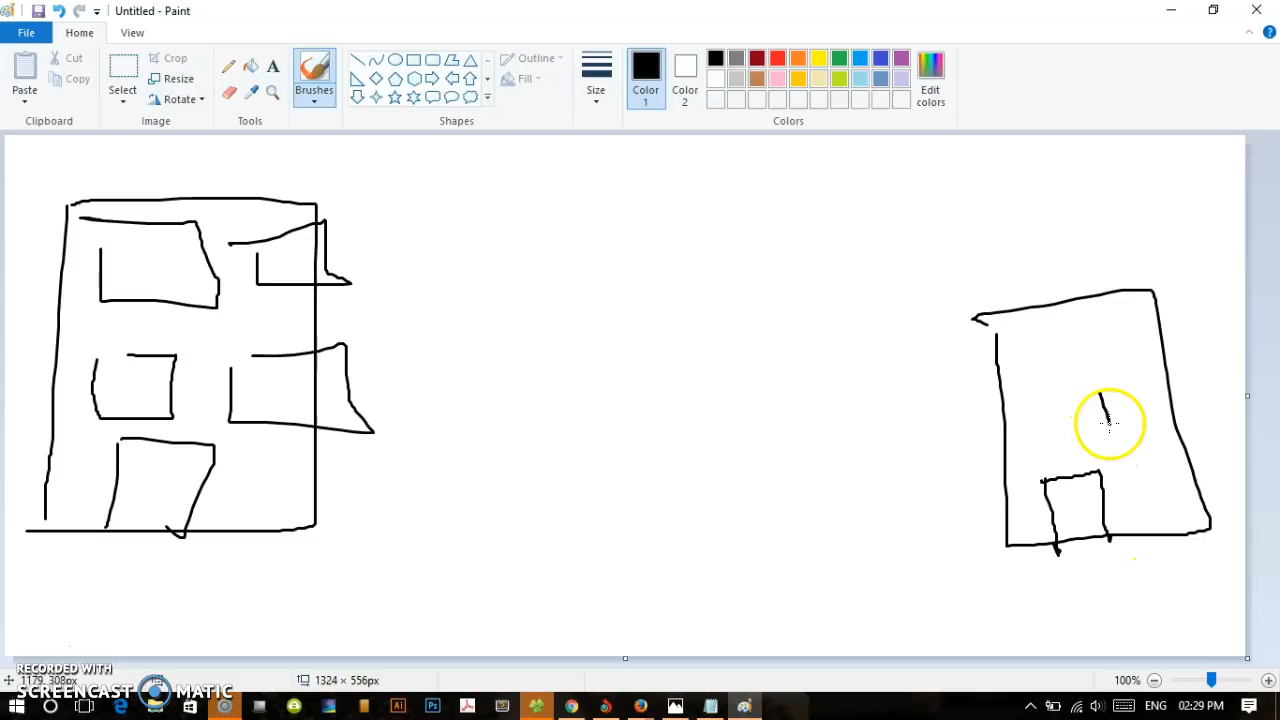 Untitled - Paint
File
Home
View
Paste
Cut
Copy
Clipboard
Select
Crop
Resize
Rotate
Image
Tools
Brushes
Shapes
Outline
Fill
Size
Color 1
Color 2
Edit colors
Colors
RECORDED WITH
SCREENCAST MATIC
1179, 308px
1324 × 556px
100%
Ai
Ps
ENG
02:29 PM